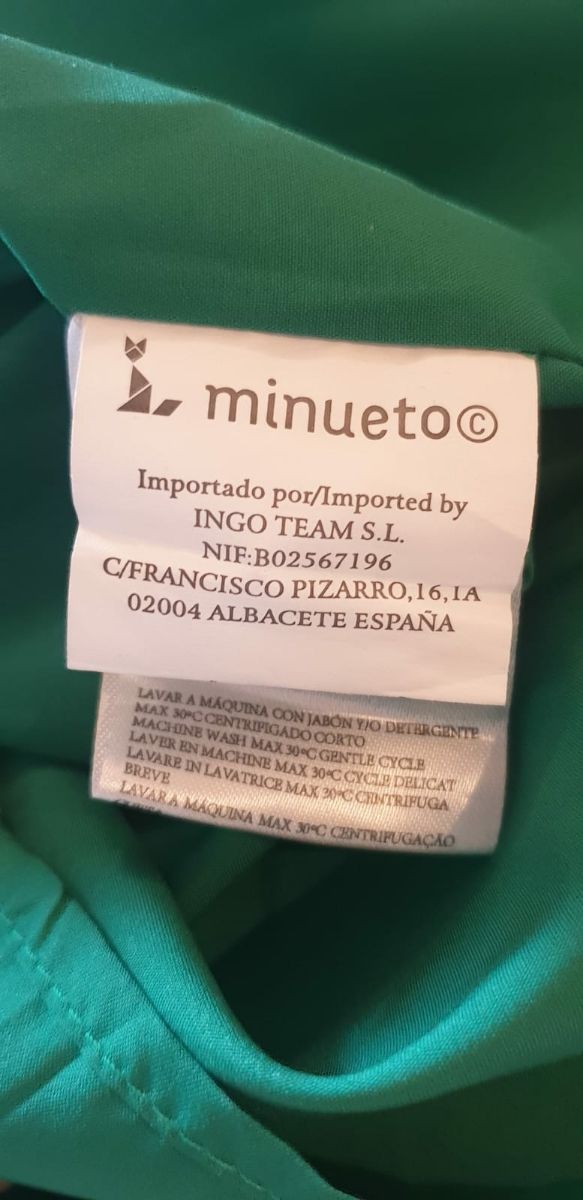 minueto©
Importado por/Imported by
INGO TEAM S.L.
NIF:B02567196
C/FRANCISCO PIZARRO,16,1A
02004 ALBACETE ESPAÑA
LAVAR A MÁQUINA CON JABÓN Y/O DETERGENTE
MAX 30ºC CENTRIFIGADO CORTO
MACHINE WASH MAX 30ºC GENTLE CYCLE
LAVER EN MACHINE MAX 30ºC CYCLE DELICAT
LAVARE IN LAVATRICE MAX 30ºC CENTRIFUGA
BREVE
LAVAR A MÁQUINA MAX 30ºC CENTRIFUGAÇÃO